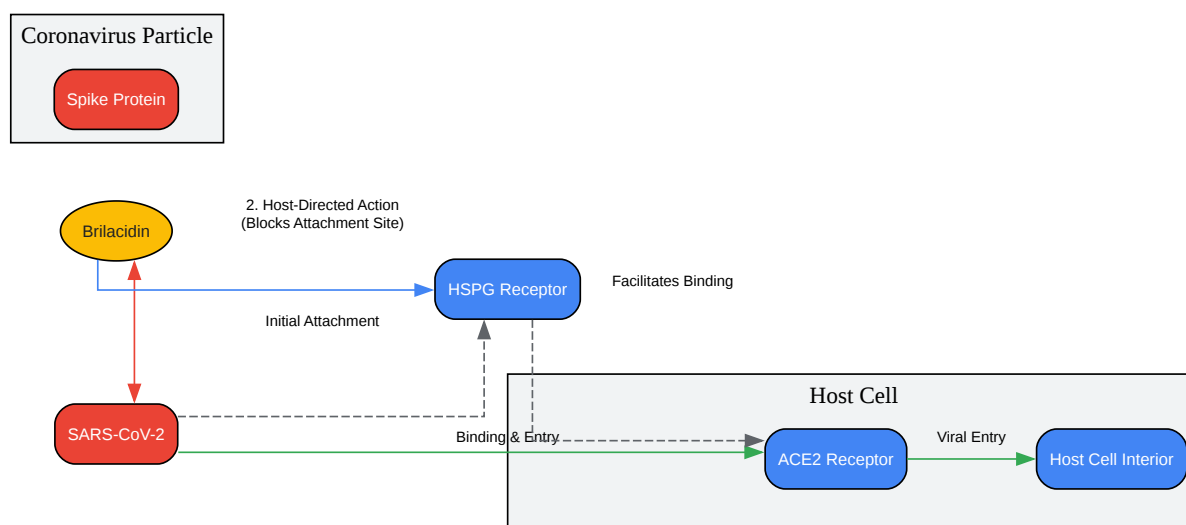 Coronavirus Particle
Spike Protein
Brilacidin
2. Host-Directed Action
(Blocks Attachment Site)
HSPG Receptor
Facilitates Binding
Initial Attachment
Host Cell
SARS-CoV-2
Binding & Entry
ACE2 Receptor
Viral Entry
Host Cell Interior